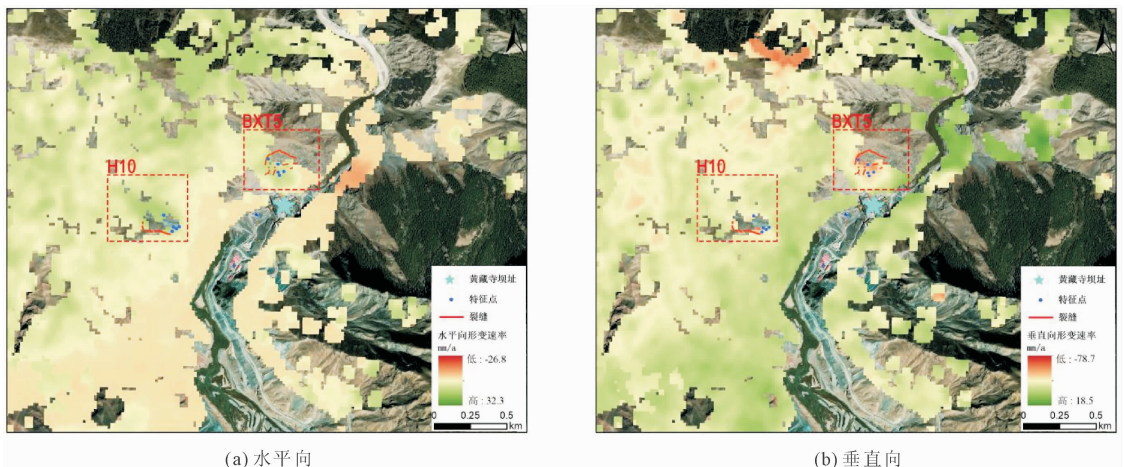 BXT5
H10
黄藏寺坝址
特征点
裂缝
水平向形变速率
mm/a
低：-26.8
高：32.3
0 0.25 0.5
km
(a) 水平向
BXT5
H10
黄藏寺坝址
特征点
裂缝
垂直向形变速率
mm/a
低：-78.7
高：18.5
0 0.25 0.5
km
(b) 垂直向